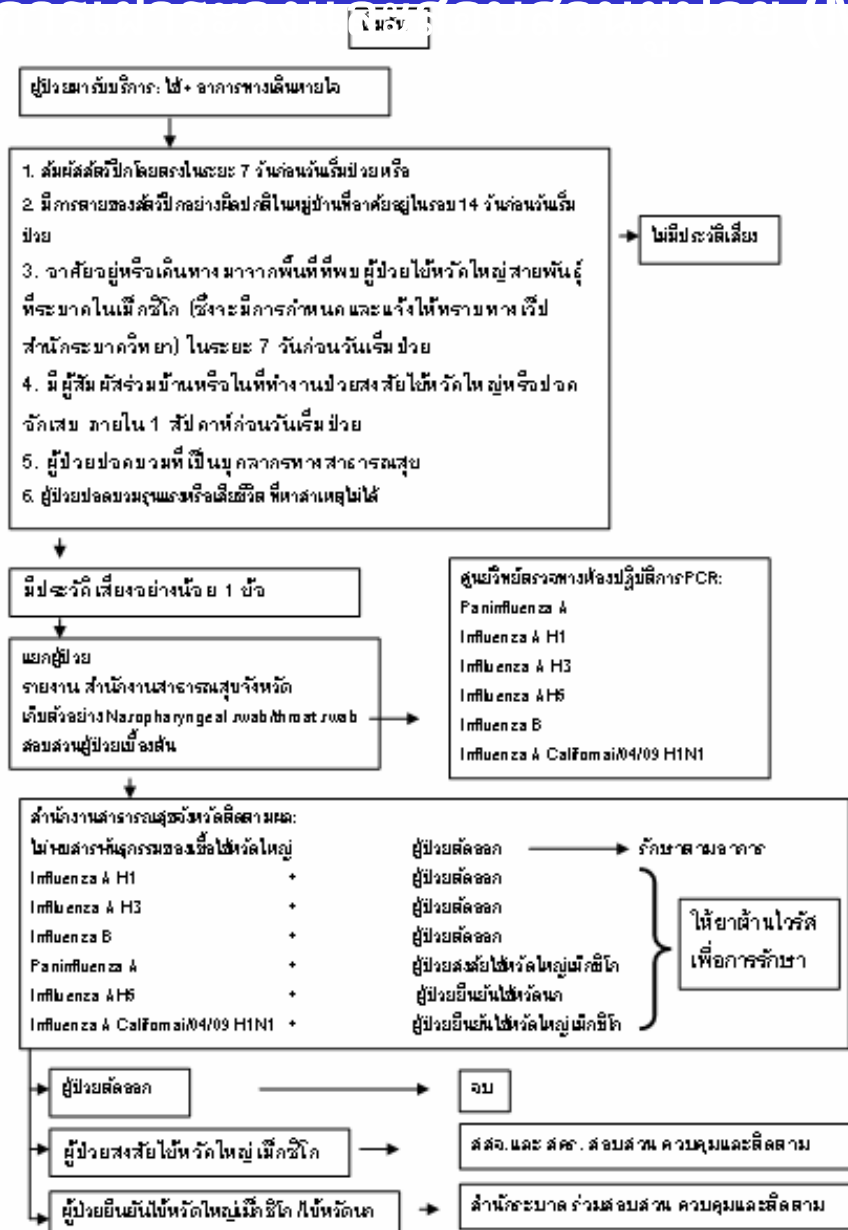 เริ่มต้น
ผู้ป่วยมารับบริการ: ไข้+ อาการทางเดินหายใจ
1. สัมผัสสัตว์ปีกโดยตรงในระยะ 7 วันก่อนวันเริ่มป่วยหรือ
2. มีการตายของสัตว์ปีกอย่างผิดปกติในหมู่บ้านที่อาศัยอยู่ในรอบ 14 วันก่อนวันเริ่ม
ป่วย
3. อาศัยอยู่หรือเดินทางมาจากพื้นที่ที่พบผู้ป่วยไข้หวัดใหญ่สายพันธุ์
ที่ระบาดในเม็กซิโก (ซึ่งจะมีการกำหนดและแจ้งให้ทราบทางเว็ป
สำนักระบาดวิทยา) ในระยะ 7 วันก่อนวันเริ่มป่วย
4. มีผู้สัมผัสร่วมบ้านหรือในที่ทำงานป่วยสงสัยไข้หวัดใหญ่หรือปอด
อักเสบ ภายใน 1 สัปดาห์ก่อนวันเริ่มป่วย
5. ผู้ป่วยปอดบวมที่เป็นบุคลากรทางสาธารณสุข
6. ผู้ป่วยปอดบวมรุนแรงหรือเสียชีวิต ที่หาสาเหตุไม่ได้
ไม่มีประวัติเสี่ยง
มีประวัติเสี่ยงอย่างน้อย 1 ข้อ
แยกผู้ป่วย
รายงาน สำนักงานสาธารณสุขจังหวัด
เก็บตัวอย่าง Nasopharyngeal swab/throat swab
สอบสวนผู้ป่วยเบื้องต้น
ศูนย์วิทย์ตรวจทางห้องปฏิบัติการPCR:
Paninfluenza A
Influenza A H1
Influenza A H3
Influenza AH5
Influenza B
Influenza A Californai/04/09 H1N1
สำนักงานสาธารณสุขจังหวัดติดตามผล:
ไม่พบสารพันธุกรรมของเชื้อไข้หวัดใหญ่ ผู้ป่วยตัดออก รักษาตามอาการ
Influenza A H1 + ผู้ป่วยตัดออก
Influenza A H3 + ผู้ป่วยตัดออก
Influenza B + ผู้ป่วยตัดออก
Paninfluenza A + ผู้ป่วยสงสัยไข้หวัดใหญ่เม็กซิโก
Influenza AH5 + ผู้ป่วยยืนยันไข้หวัดนก
Influenza A Californai/04/09 H1N1 + ผู้ป่วยยืนยันไข้หวัดใหญ่เม็กซิโก
ให้ยาต้านไวรัส
เพื่อการรักษา
ผู้ป่วยตัดออก
จบ
ผู้ป่วยสงสัยไข้หวัดใหญ่เม็กซิโก
สสจ.และ สคร. สอบสวน ควบคุมและติดตาม
ผู้ป่วยยืนยันไข้หวัดใหญ่เม็กซิโก /ไข้หวัดนก
สำนักระบาด ร่วมสอบสวน ควบคุมและติดตาม